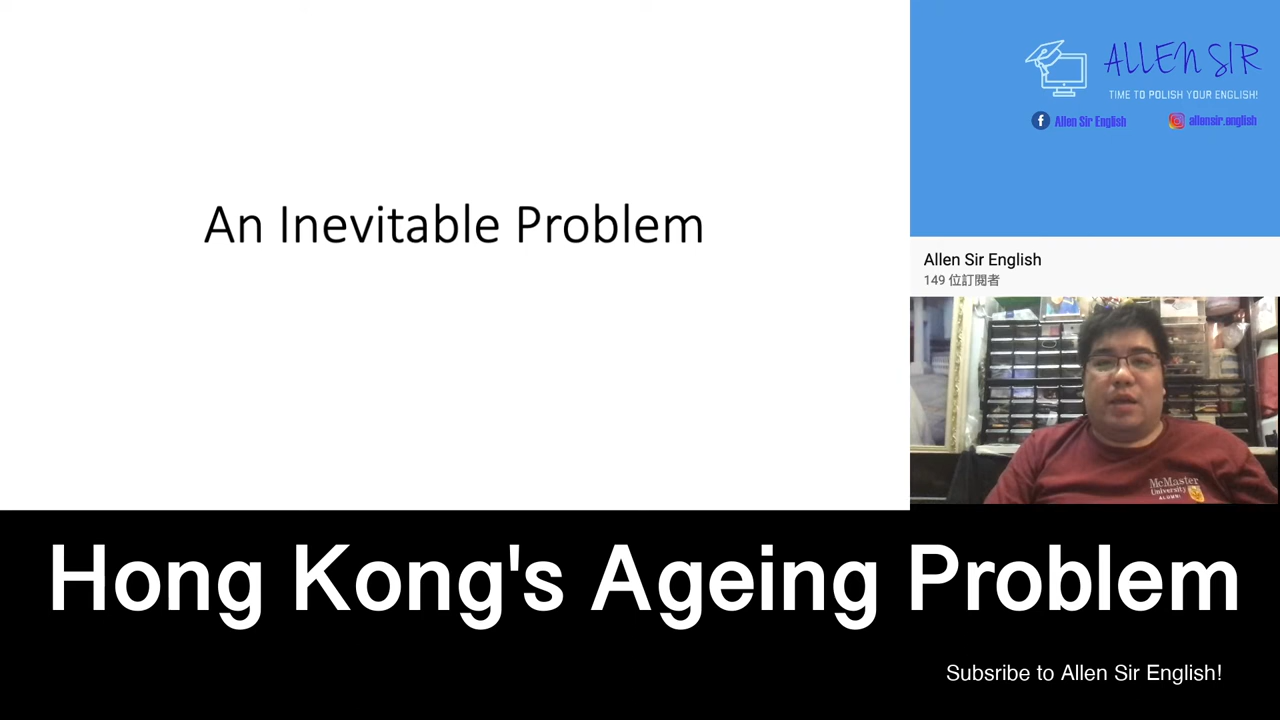 An Inevitable Problem
ALLEN SIR
TIME TO POLISH YOUR ENGLISH!
Allen Sir English
allensir.english
Allen Sir English
149 位訂閱者
McMaster
University
ALUMNI
Hong Kong's Ageing Problem
Subsribe to Allen Sir English!